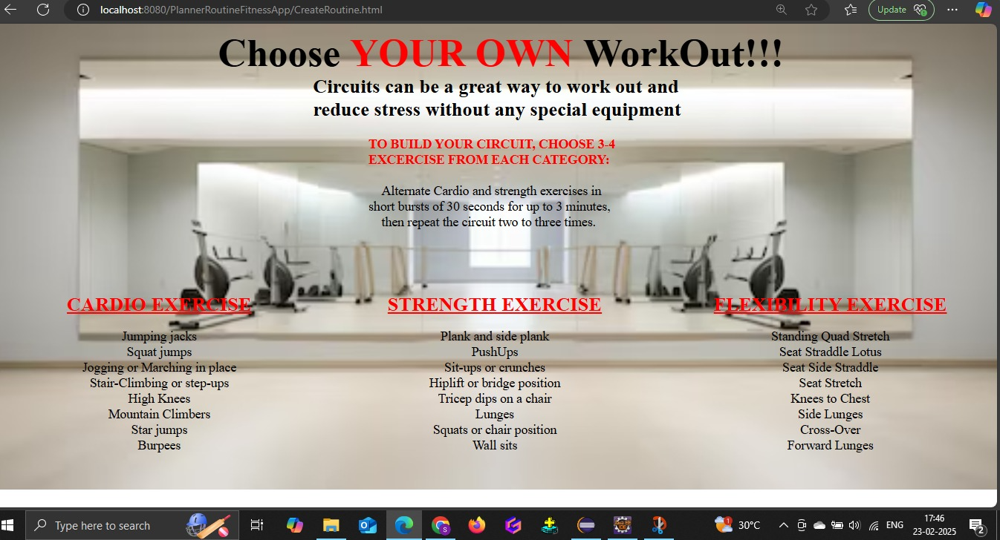 localhost:8080/PlannerRoutineFitnessApp/CreateRoutine.html
Update
Choose YOUR OWN WorkOut!!!
Circuits can be a great way to work out and
reduce stress without any special equipment
TO BUILD YOUR CIRCUIT, CHOOSE 3-4
EXCERCISE FROM EACH CATEGORY:
Alternate Cardio and strength exercises in
short bursts of 30 seconds for up to 3 minutes,
then repeat the circuit two to three times.
CARDIO EXERCISE
Jumping jacks
Squat jumps
Jogging or Marching in place
Stair-Climbing or step-ups
High Knees
Mountain Climbers
Star jumps
Burpees
STRENGTH EXERCISE
Plank and side plank
PushUps
Sit-ups or crunches
Hiplift or bridge position
Tricep dips on a chair
Lunges
Squats or chair position
Wall sits
FLEXIBILITY EXERCISE
Standing Quad Stretch
Seat Straddle Lotus
Seat Side Straddle
Seat Stretch
Knees to Chest
Side Lunges
Cross-Over
Forward Lunges
Type here to search
30°C
ENG
17:46
23-02-2025
2